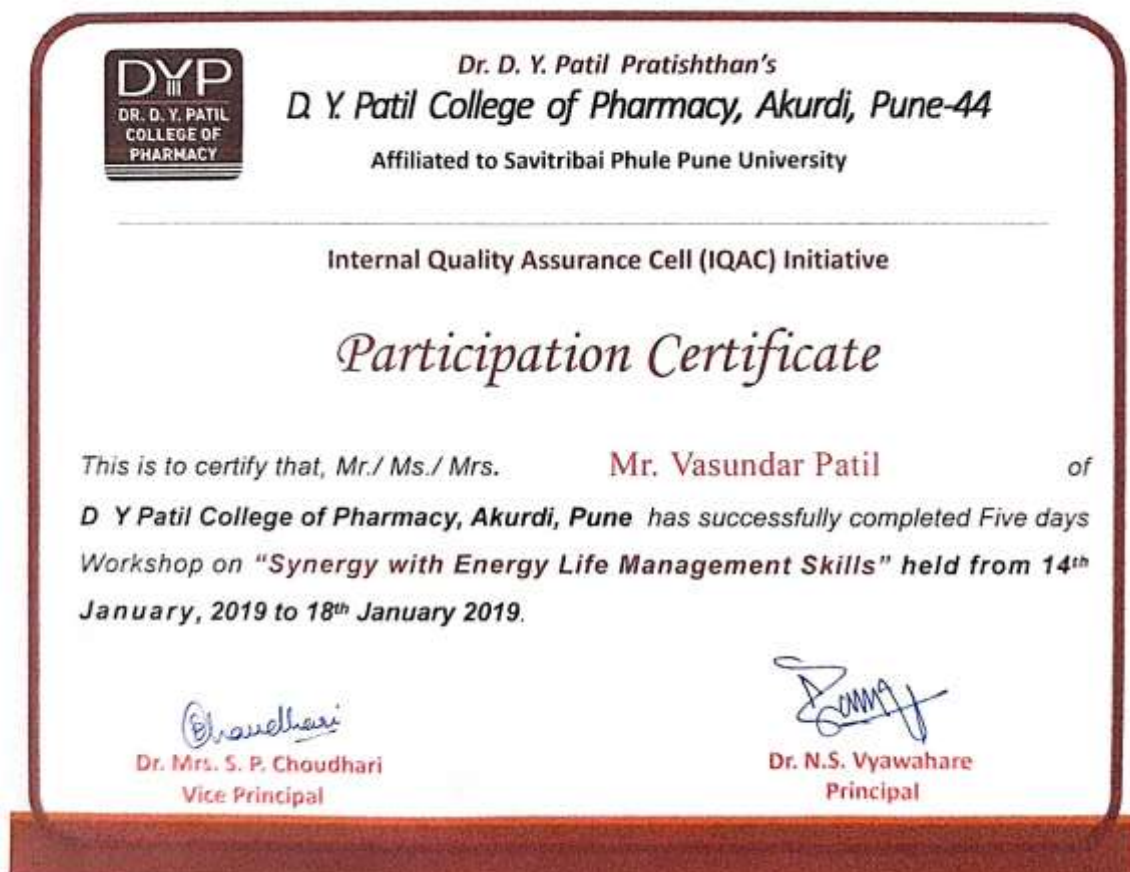 DYP
DR. D. Y. PATIL
COLLEGE OF
PHARMACY
Dr. D. Y. Patil Pratishthan's
D. Y. Patil College of Pharmacy, Akurdi, Pune-44
Affiliated to Savitribai Phule Pune University
Internal Quality Assurance Cell (IQAC) Initiative
Participation Certificate
This is to certify that, Mr./ Ms./ Mrs. Mr. Vasundar Patil of
D Y Patil College of Pharmacy, Akurdi, Pune has successfully completed Five days
Workshop on “Synergy with Energy Life Management Skills” held from 14th
January, 2019 to 18th January 2019.
Chaudhari
Dr. Mrs. S. P. Choudhari
Vice Principal
Dr. N.S. Vyawahare
Principal